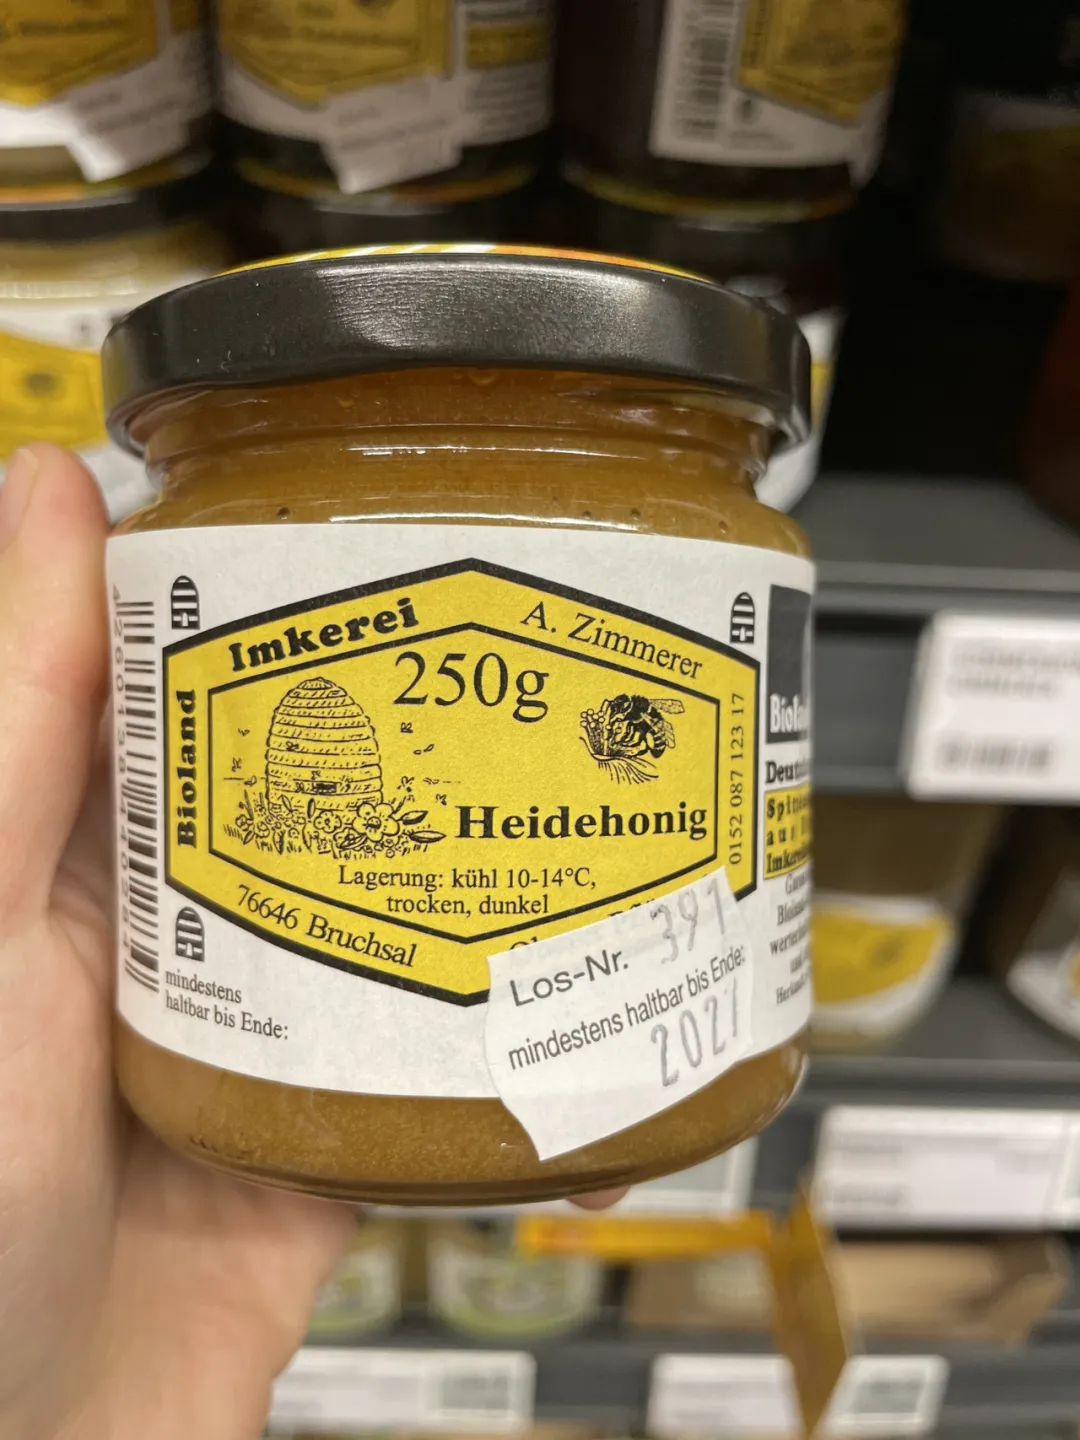 Imkerei
A. Zimmerer
250g
Bioland
Heidehonig
0152 087 123 17
Lagerung: kühl 10-14°C,
trocken, dunkel
76646 Bruchsal
mindestens
haltbar bis Ende:
Los-Nr. 391
mindestens haltbar bis Ende:
2027